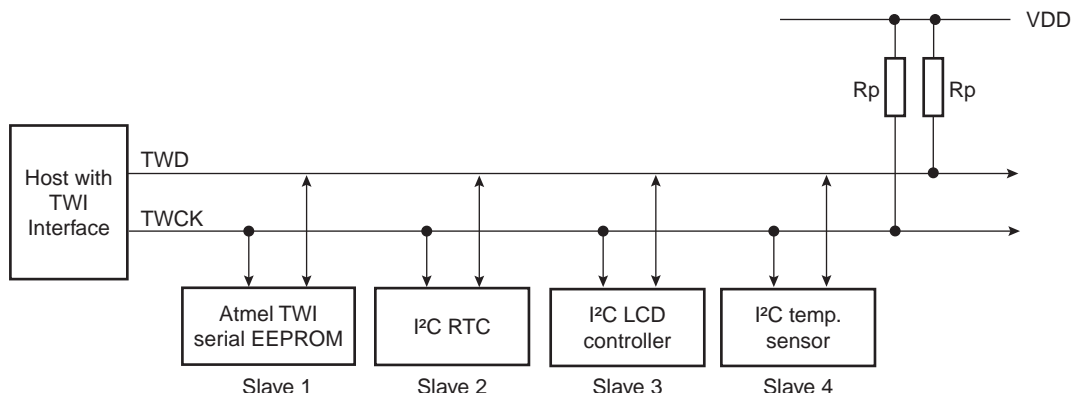 VDD
Rp
Rp
Host with
TWI
Interface
TWD
TWCK
Atmel TWI
serial EEPROM
I²C RTC
I²C LCD
controller
I²C temp.
sensor
Slave 1
Slave 2
Slave 3
Slave 4